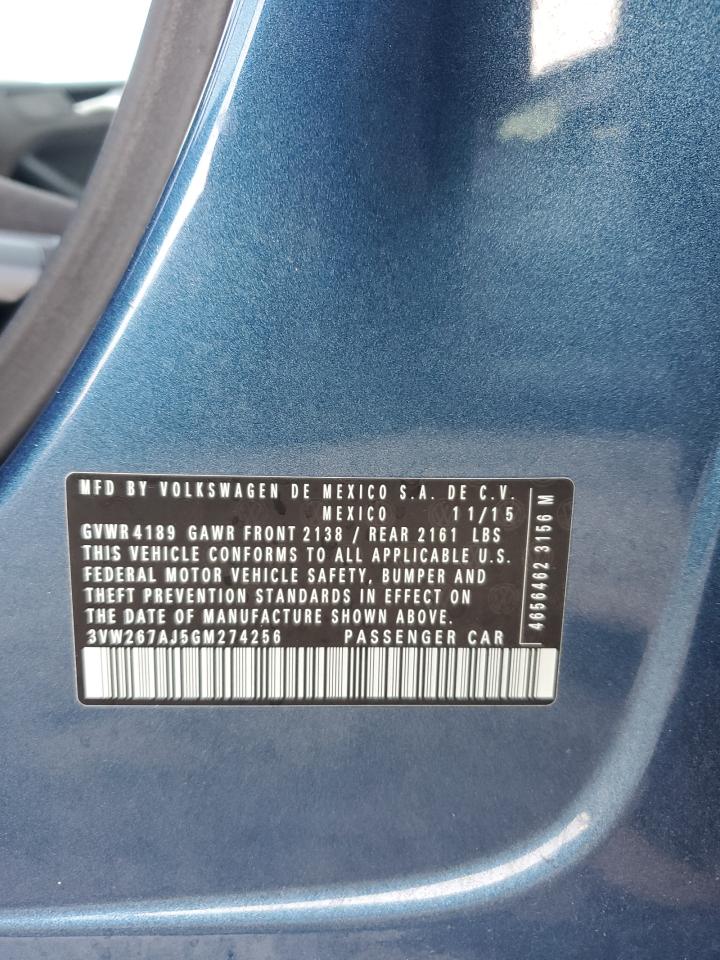 MFD BY VOLKSWAGEN DE MEXICO S.A. DE C.V.
MEXICO 11/15
GVWR 4189 GAWR FRONT 2138 / REAR 2161 LBS
THIS VEHICLE CONFORMS TO ALL APPLICABLE U.S.
FEDERAL MOTOR VEHICLE SAFETY, BUMPER AND
THEFT PREVENTION STANDARDS IN EFFECT ON
THE DATE OF MANUFACTURE SHOWN ABOVE.
3VW267AJ5GM274256 PASSENGER CAR
4656462 3156 M